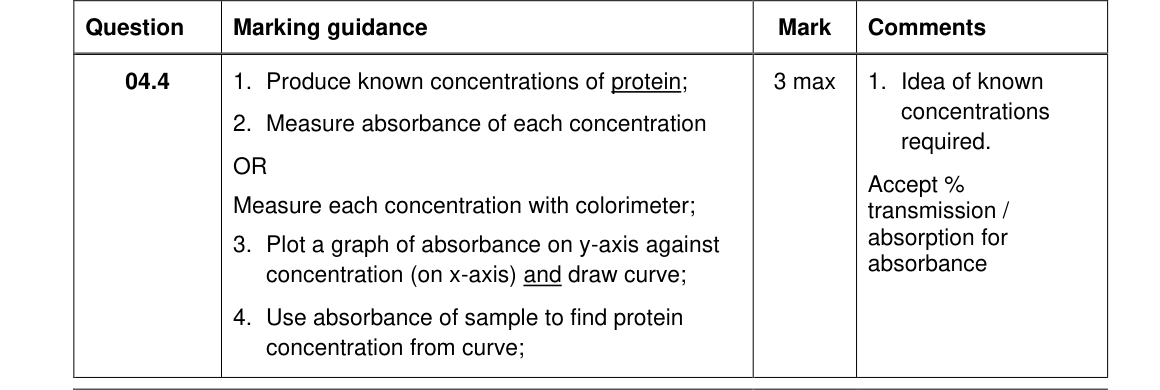 Question Marking guidance Mark Comments
04.4 1. Produce known concentrations of protein; 3 max 1. Idea of known
concentrations
required.
2. Measure absorbance of each concentration
OR
Measure each concentration with colorimeter;
Accept %
transmission /
absorption for
absorbance
3. Plot a graph of absorbance on y-axis against
concentration (on x-axis) and draw curve;
4. Use absorbance of sample to find protein
concentration from curve;